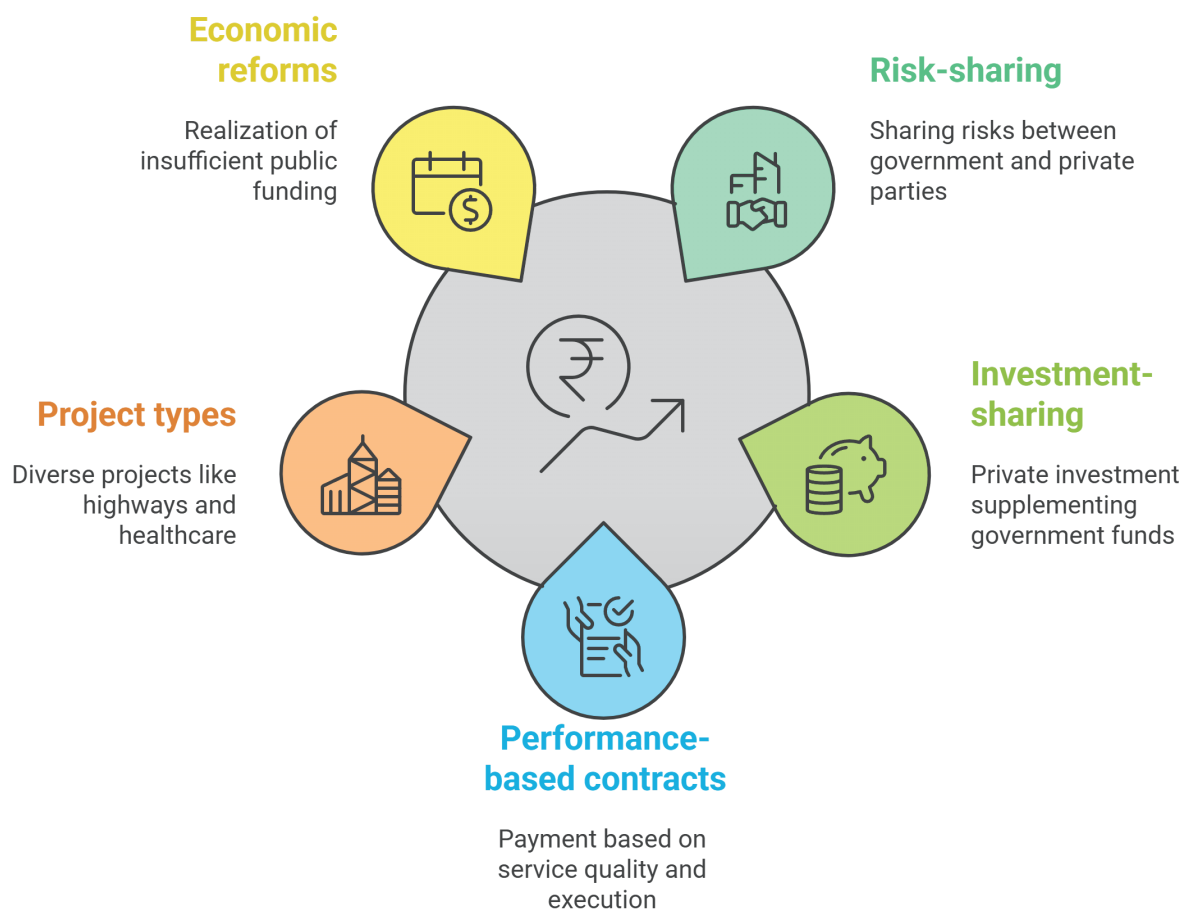 Economic
reforms
Realization of
insufficient public
funding
Risk-sharing
Sharing risks between
government and private
parties
Project types
Diverse projects like
highways and
healthcare
Investment-
sharing
Private investment
supplementing
government funds
Performance-
based contracts
Payment based on
service quality and
execution
$
₹